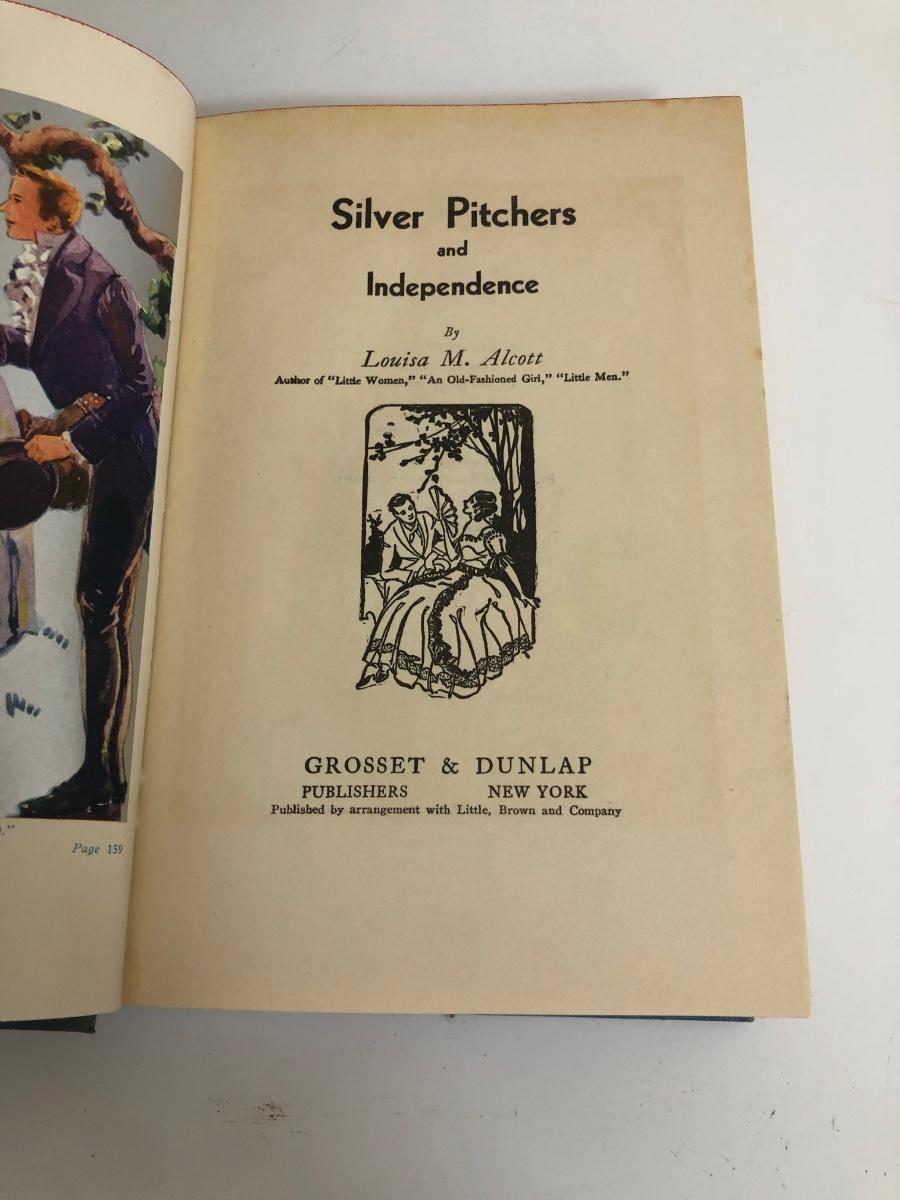 ."
Page 159
Silver Pitchers
and
Independence
By
Louisa M. Alcott
Author of "Little Women," "An Old-Fashioned Girl," "Little Men."
GROSSET & DUNLAP
PUBLISHERS NEW YORK
Published by arrangement with Little, Brown and Company